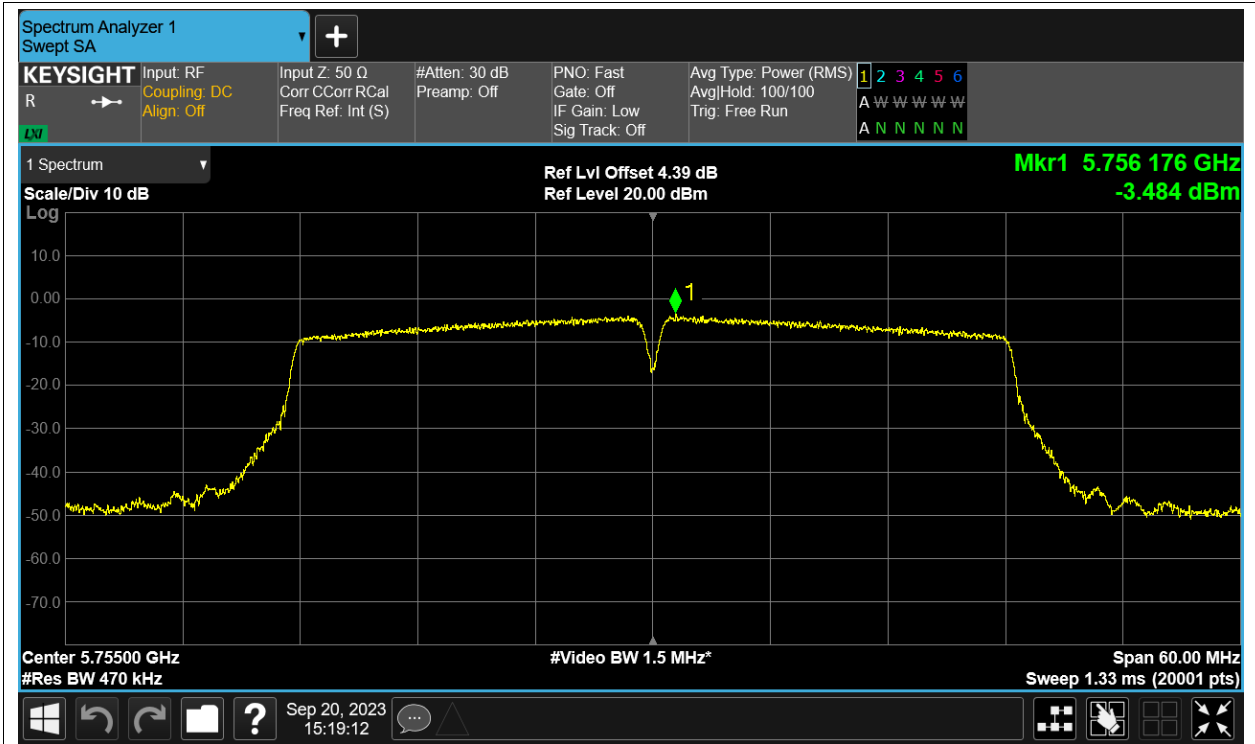 Spectrum Analyzer 1
Swept SA
+
KEYSIGHT
R
LXI
Input: RF
Coupling: DC
Align: Off
Input Z: 50 Ω
Corr CCorr RCal
Freq Ref: Int (S)
#Atten: 30 dB
Preamp: Off
PNO: Fast
Gate: Off
IF Gain: Low
Sig Track: Off
Avg Type: Power (RMS)
Avg|Hold: 100/100
Trig: Free Run
1 2 3 4 5 6
A W W W W W
A N N N N N
1 Spectrum
Scale/Div 10 dB
Log
Ref Lvl Offset 4.39 dB
Ref Level 20.00 dBm
Mkr1 5.756 176 GHz
-3.484 dBm
1
10.0
0.00
-10.0
-20.0
-30.0
-40.0
-50.0
-60.0
-70.0
Center 5.75500 GHz
#Res BW 470 kHz
#Video BW 1.5 MHz*
Span 60.00 MHz
Sweep 1.33 ms (20001 pts)
?
Sep 20, 2023
15:19:12